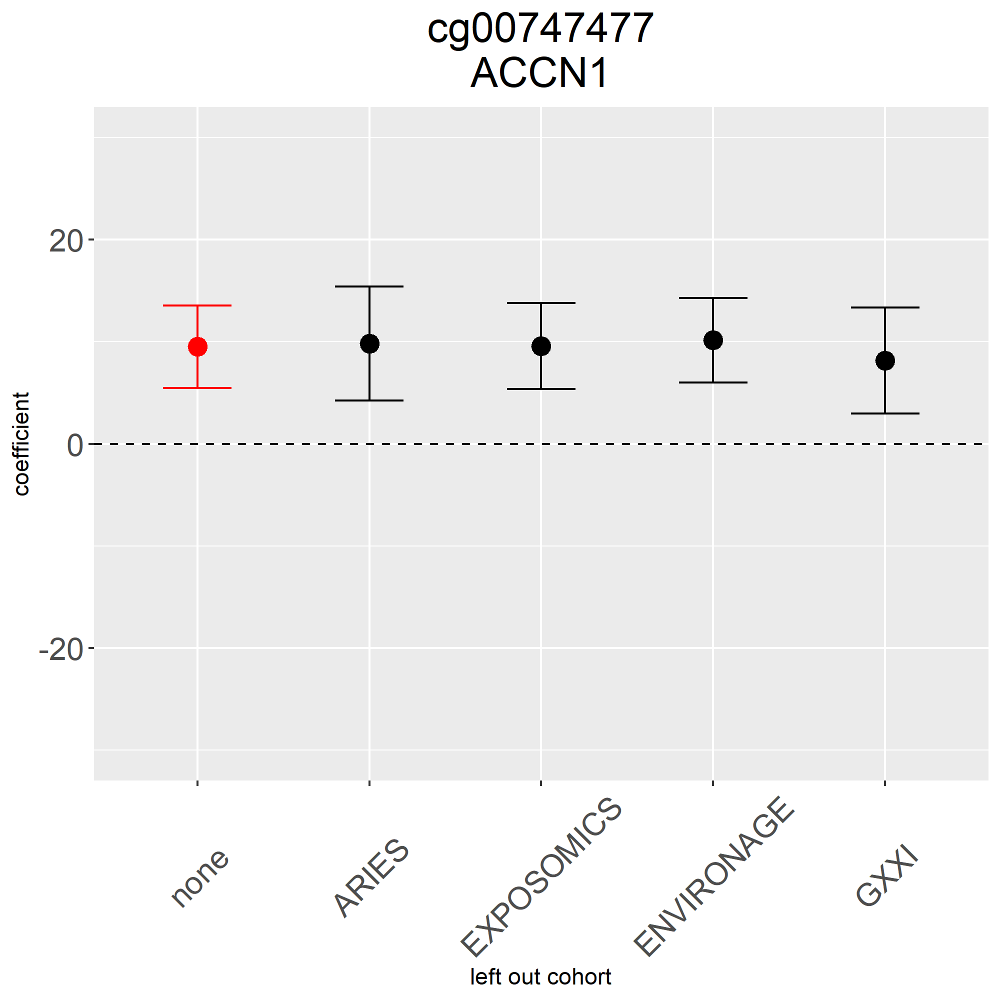 cg00747477
ACCN1
20
0
-20
coefficient
none
ARIES
EXPOSOMICS
ENVIRONAGE
GXXI
left out cohort